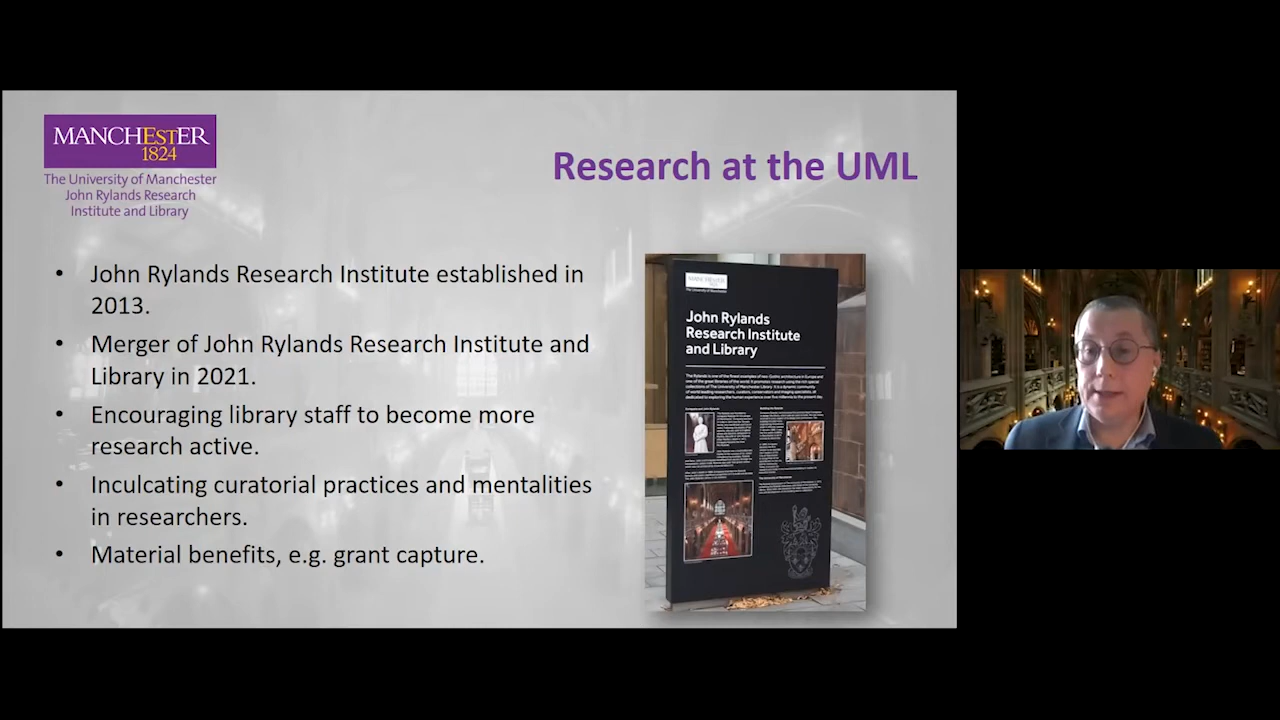 MANCHESTER
1824
The University of Manchester
John Rylands Research
Institute and Library
Research at the UML
• John Rylands Research Institute established in
2013.
• Merger of John Rylands Research Institute and
Library in 2021.
• Encouraging library staff to become more
research active.
• Inculcating curatorial practices and mentalities
in researchers.
• Material benefits, e.g. grant capture.
John Rylands
Research Institute
and Library